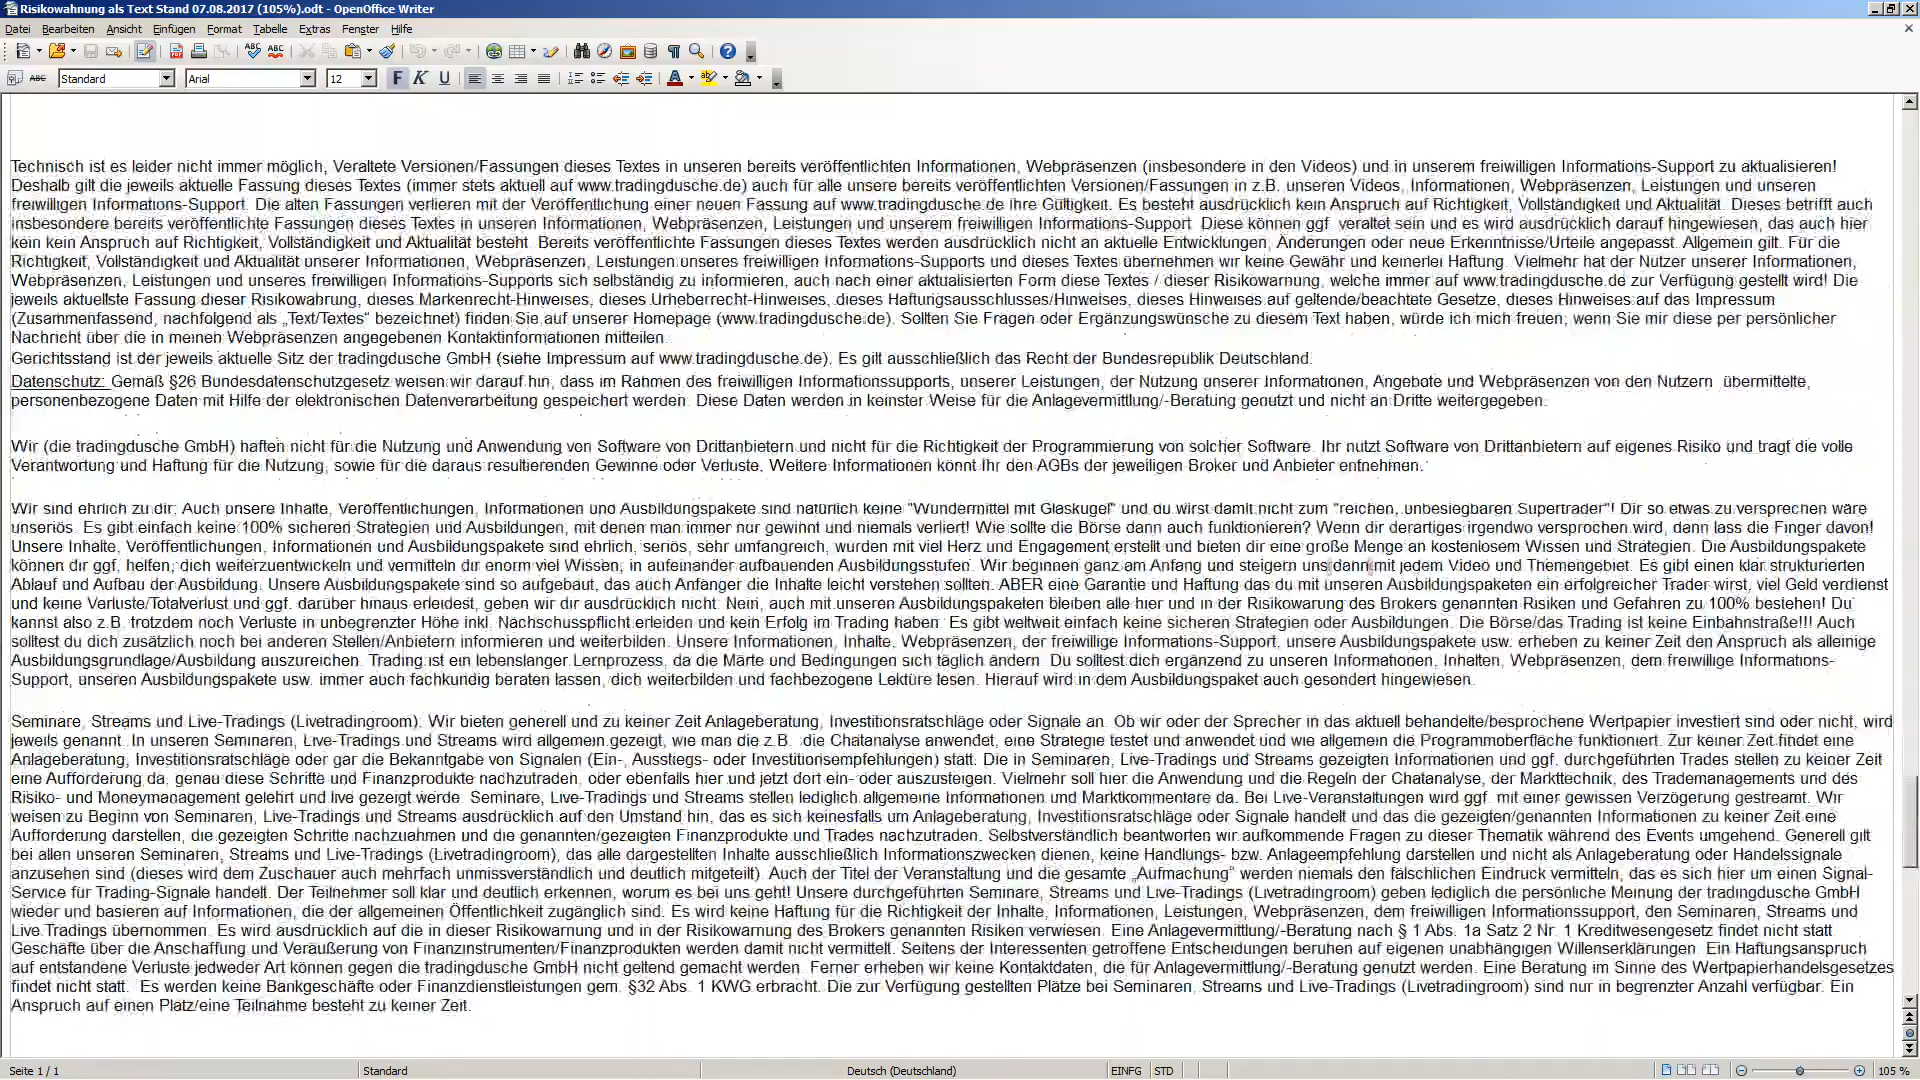 Risikowahnung als Text Stand 07.08.2017 (105%).odt - OpenOffice Writer
Datei Bearbeiten Ansicht Einfügen Format Tabelle Extras Fenster Hilfe
Standard Arial 12 F K U
Technisch ist es leider nicht immer möglich, Veraltete Versionen/Fassungen dieses Textes in unseren bereits veröffentlichten Informationen, Webpräsenzen (insbesondere in den Videos) und in unserem freiwilligen Informations-Support zu aktualisieren!
Deshalb gilt die jeweils aktuelle Fassung dieses Textes (immer stets aktuell auf www.tradingdusche.de) auch für alle unsere bereits veröffentlichten Versionen/Fassungen in z.B. unseren Videos, Informationen, Webpräsenzen, Leistungen und unseren
freiwilligen Informations-Support. Die alten Fassungen verlieren mit der Veröffentlichung einer neuen Fassung auf www.tradingdusche.de ihre Gültigkeit. Es besteht ausdrücklich kein Anspruch auf Richtigkeit, Vollständigkeit und Aktualität. Dieses betrifft auch
insbesondere bereits veröffentlichte Fassungen dieses Textes in unseren Informationen, Webpräsenzen, Leistungen und unserem freiwilligen Informations-Support. Diese können ggf. veraltet sein und es wird ausdrücklich darauf hingewiesen, das auch hier
kein kein Anspruch auf Richtigkeit, Vollständigkeit und Aktualität besteht. Bereits veröffentlichte Fassungen dieses Textes werden ausdrücklich nicht an aktuelle Entwicklungen, Änderungen oder neue Erkenntnisse/Urteile angepasst. Allgemein gilt: Für die
Richtigkeit, Vollständigkeit und Aktualität unserer Informationen, Webpräsenzen, Leistungen unseres freiwilligen Informations-Supports und dieses Textes übernehmen wir keine Gewähr und keinerlei Haftung. Vielmehr hat der Nutzer unserer Informationen,
Webpräsenzen, Leistungen und unseres freiwilligen Informations-Supports sich selbständig zu informieren, auch nach einer aktualisierten Form diese Textes / dieser Risikowarnung, welche immer auf www.tradingdusche.de zur Verfügung gestellt wird! Die
jeweils aktuellste Fassung dieser Risikowahrung, dieses Markenrecht-Hinweises, dieses Urheberrecht-Hinweises, dieses Haftungsausschlusses/Hinweises, dieses Hinweises auf geltende/beachtete Gesetze, dieses Hinweises auf das Impressum
(Zusammenfassend, nachfolgend als „Text/Textes“ bezeichnet) finden Sie auf unserer Homepage (www.tradingdusche.de). Sollten Sie Fragen oder Ergänzungswünsche zu diesem Text haben, würde ich mich freuen, wenn Sie mir diese per persönlicher
Nachricht über die in meinen Webpräsenzen angegebenen Kontaktinformationen mitteilen.
Gerichtsstand ist der jeweils aktuelle Sitz der tradingdusche GmbH (siehe Impressum auf www.tradingdusche.de). Es gilt ausschließlich das Recht der Bundesrepublik Deutschland.
Datenschutz: Gemäß §26 Bundesdatenschutzgesetz weisen wir darauf hin, dass im Rahmen des freiwilligen Informationssupports, unserer Leistungen, der Nutzung unserer Informationen, Angebote und Webpräsenzen von den Nutzern übermittelte,
personenbezogene Daten mit Hilfe der elektronischen Datenverarbeitung gespeichert werden. Diese Daten werden in keinster Weise für die Anlagevermittlung/-Beratung genutzt und nicht an Dritte weitergegeben.
Wir (die tradingdusche GmbH) haften nicht für die Nutzung und Anwendung von Software von Drittanbietern und nicht für die Richtigkeit der Programmierung von solcher Software. Ihr nutzt Software von Drittanbietern auf eigenes Risiko und tragt die volle
Verantwortung und Haftung für die Nutzung, sowie für die daraus resultierenden Gewinne oder Verluste. Weitere Informationen könnt Ihr den AGBs der jeweiligen Broker und Anbieter entnehmen.
Wir sind ehrlich zu dir: Auch unsere Inhalte, Veröffentlichungen, Informationen und Ausbildungspakete sind natürlich keine "Wundermittel mit Glaskugel" und du wirst damit nicht zum "reichen, unbesiegbaren Supertrader"! Dir so etwas zu versprechen wäre
unseriös. Es gibt einfach keine 100% sicheren Strategien und Ausbildungen, mit denen man immer nur gewinnt und niemals verliert! Wie sollte die Börse dann auch funktionieren? Wenn dir derartiges irgendwo versprochen wird, dann lass die Finger davon!
Unsere Inhalte, Veröffentlichungen, Informationen und Ausbildungspakete sind ehrlich, seriös, sehr umfangreich, wurden mit viel Herz und Engagement erstellt und bieten dir eine große Menge an kostenlosem Wissen und Strategien. Die Ausbildungspakete
können dir ggf. helfen, dich weiterzuentwickeln und vermitteln dir enorm viel Wissen, in aufeinander aufbauenden Ausbildungsstufen. Wir beginnen ganz am Anfang und steigern uns dann mit jedem Video und Themengebiet. Es gibt einen klar strukturierten
Ablauf und Aufbau der Ausbildung. Unsere Ausbildungspakete sind so aufgebaut, das auch Anfänger die Inhalte leicht verstehen sollten. ABER eine Garantie und Haftung das du mit unseren Ausbildungspaketen ein erfolgreicher Trader wirst, viel Geld verdienst
und keine Verluste/Totalverlust und ggf. darüber hinaus erleidest, geben wir dir ausdrücklich nicht. Nein, auch mit unseren Ausbildungspaketen bleiben alle hier und in der Risikowarung des Brokers genannten Risiken und Gefahren zu 100% bestehen! Du
kannst also z.B. trotzdem noch Verluste in unbegrenzter Höhe inkl. Nachschusspflicht erleiden und kein Erfolg im Trading haben. Es gibt weltweit einfach keine sicheren Strategien oder Ausbildungen. Die Börse/das Trading ist keine Einbahnstraße!!! Auch
solltest du dich zusätzlich noch bei anderen Stellen/Anbietern informieren und weiterbilden. Unsere Informationen, Inhalte, Webpräsenzen, der freiwillige Informations-Support, unsere Ausbildungspakete usw. erheben zu keiner Zeit den Anspruch als alleinige
Ausbildungsgrundlage/Ausbildung auszureichen. Trading ist ein lebenslanger Lernprozess, da die Märte und Bedingungen sich täglich ändern. Du solltest dich ergänzend zu unseren Informationen, Inhalten, Webpräsenzen, dem freiwillige Informations-
Support, unseren Ausbildungspakete usw. immer auch fachkundig beraten lassen, dich weiterbilden und fachbezogene Lektüre lesen. Hierauf wird in dem Ausbildungspaket auch gesondert hingewiesen.
Seminare, Streams und Live-Tradings (Livetradingroom): Wir bieten generell und zu keiner Zeit Anlageberatung, Investitionsratschläge oder Signale an. Ob wir oder der Sprecher in das aktuell behandelte/besprochene Wertpapier investiert sind oder nicht, wird
jeweils genannt. In unseren Seminaren, Live-Tradings und Streams wird allgemein gezeigt, wie man die z.B. die Chatanalyse anwendet, eine Strategie testet und anwendet und wie allgemein die Programmoberfläche funktioniert. Zur keiner Zeit findet eine
Anlageberatung, Investitionsratschläge oder gar die Bekanntgabe von Signalen (Ein-, Ausstiegs- oder Investitionsempfehlungen) statt. Die in Seminaren, Live-Tradings und Streams gezeigten Informationen und ggf. durchgeführten Trades stellen zu keiner Zeit
eine Aufforderung da, genau diese Schritte und Finanzprodukte nachzutraden, oder ebenfalls hier und jetzt dort ein- oder auszusteigen. Vielmehr soll hier die Anwendung und die Regeln der Chatanalyse, der Markttechnik, des Trademanagements und des
Risiko- und Moneymanagement gelehrt und live gezeigt werde. Seminare, Live-Tradings und Streams stellen lediglich allgemeine Informationen und Marktkommentare da. Bei Live-Veranstaltungen wird ggf. mit einer gewissen Verzögerung gestreamt. Wir
weisen zu Beginn von Seminaren, Live-Tradings und Streams ausdrücklich auf den Umstand hin, das es sich keinesfalls um Anlageberatung, Investitionsratschläge oder Signale handelt und das die gezeigten/genannten Informationen zu keiner Zeit eine
Aufforderung darstellen, die gezeigten Schritte nachzuahmen und die genannten/gezeigten Finanzprodukte und Trades nachzutraden. Selbstverständlich beantworten wir aufkommende Fragen zu dieser Thematik während des Events umgehend. Generell gilt
bei allen unseren Seminaren, Streams und Live-Tradings (Livetradingroom), das alle dargestellten Inhalte ausschließlich Informationszwecken dienen, keine Handlungs- bzw. Anlageempfehlung darstellen und nicht als Anlageberatung oder Handelssignale
anzusehen sind (dieses wird dem Zuschauer auch mehrfach unmissverständlich und deutlich mitgeteilt). Auch der Titel der Veranstaltung und die gesamte „Aufmachung“ werden niemals den fälschlichen Eindruck vermitteln, das es sich hier um einen Signal-
Service für Trading-Signale handelt. Der Teilnehmer soll klar und deutlich erkennen, worum es bei uns geht! Unsere durchgeführten Seminare, Streams und Live-Tradings (Livetradingroom) geben lediglich die persönliche Meinung der tradingdusche GmbH
wieder und basieren auf Informationen, die der allgemeinen Öffentlichkeit zugänglich sind. Es wird keine Haftung für die Richtigkeit der Inhalte, Informationen, Leistungen, Webpräsenzen, dem freiwilligen Informationssupport, den Seminaren, Streams und
Live Tradings übernommen. Es wird ausdrücklich auf die in dieser Risikowarnung und in der Risikowarnung des Brokers genannten Risiken verwiesen. Eine Anlagevermittlung/-Beratung nach § 1 Abs. 1a Satz 2 Nr. 1 Kreditwesengesetz findet nicht statt.
Geschäfte über die Anschaffung und Veräußerung von Finanzinstrumenten/Finanzprodukten werden damit nicht vermittelt. Seitens der Interessenten getroffene Entscheidungen beruhen auf eigenen unabhängigen Willenserklärungen. Ein Haftungsanspruch
auf entstandene Verluste jedweder Art können gegen die tradingdusche GmbH nicht geltend gemacht werden. Ferner erheben wir keine Kontaktdaten, die für Anlagevermittlung/-Beratung genutzt werden. Eine Beratung im Sinne des Wertpapierhandelsgesetzes
findet nicht statt. Es werden keine Bankgeschäfte oder Finanzdienstleistungen gem. §32 Abs. 1 KWG erbracht. Die zur Verfügung gestellten Plätze bei Seminaren, Streams und Live-Tradings (Livetradingroom) sind nur in begrenzter Anzahl verfügbar. Ein
Anspruch auf einen Platz/eine Teilnahme besteht zu keiner Zeit.
Seite 1 / 1 Standard Deutsch (Deutschland) EINFG STD 105 %